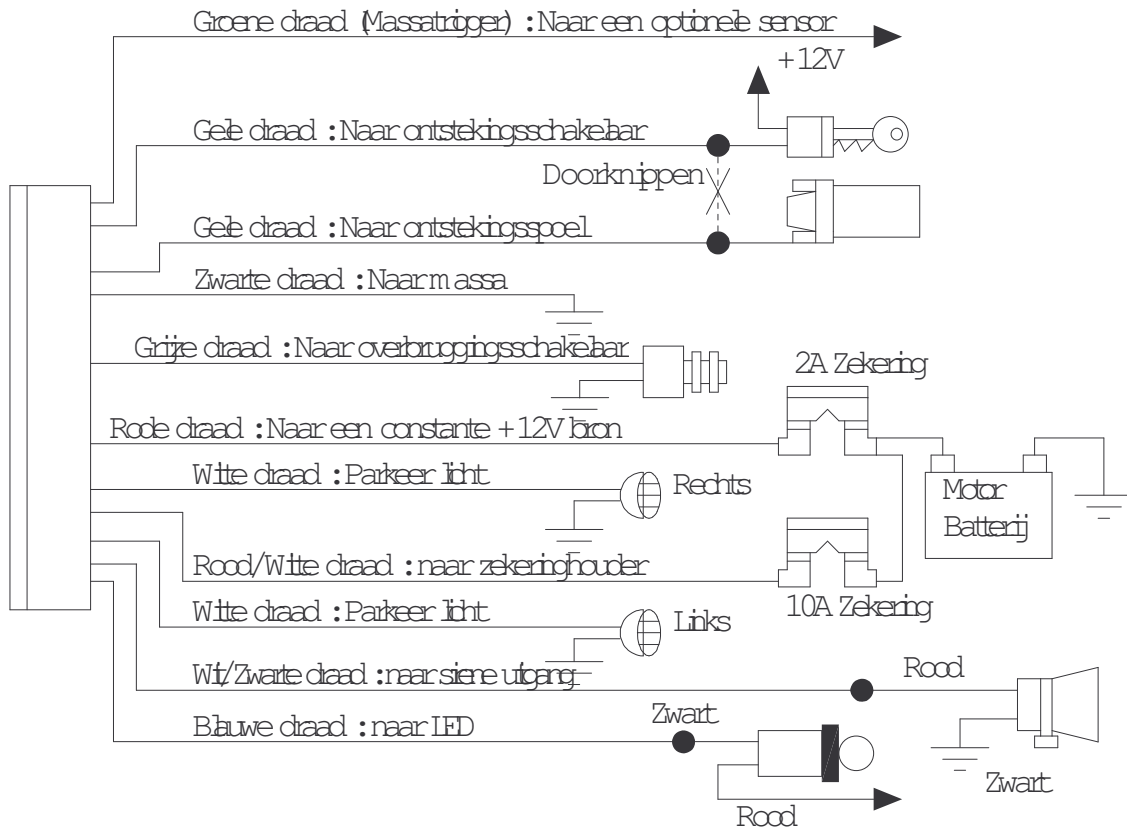 Groene draad (Massatrigger) : Naar een optionele sensor
+12V
Gele draad : Naar ontstekingsschakelaar
Doorknippen
Gele draad : Naar ontstekingsspoel
Zwarte draad : Naar massa
Grijze draad : Naar overbruggingsschakelaar
2A Zekering
Rode draad : Naar een constante +12V bron
Witte draad : Parkeer licht
Rechts
Motor
Batterij
Rood/Witte draad : naar zekeringhouder
10A Zekering
Witte draad : Parkeer licht
Links
Wit/Zwarte draad : naar sirene uitgang
Rood
Blauwe draad : naar LED
Zwart
Zwart
Rood